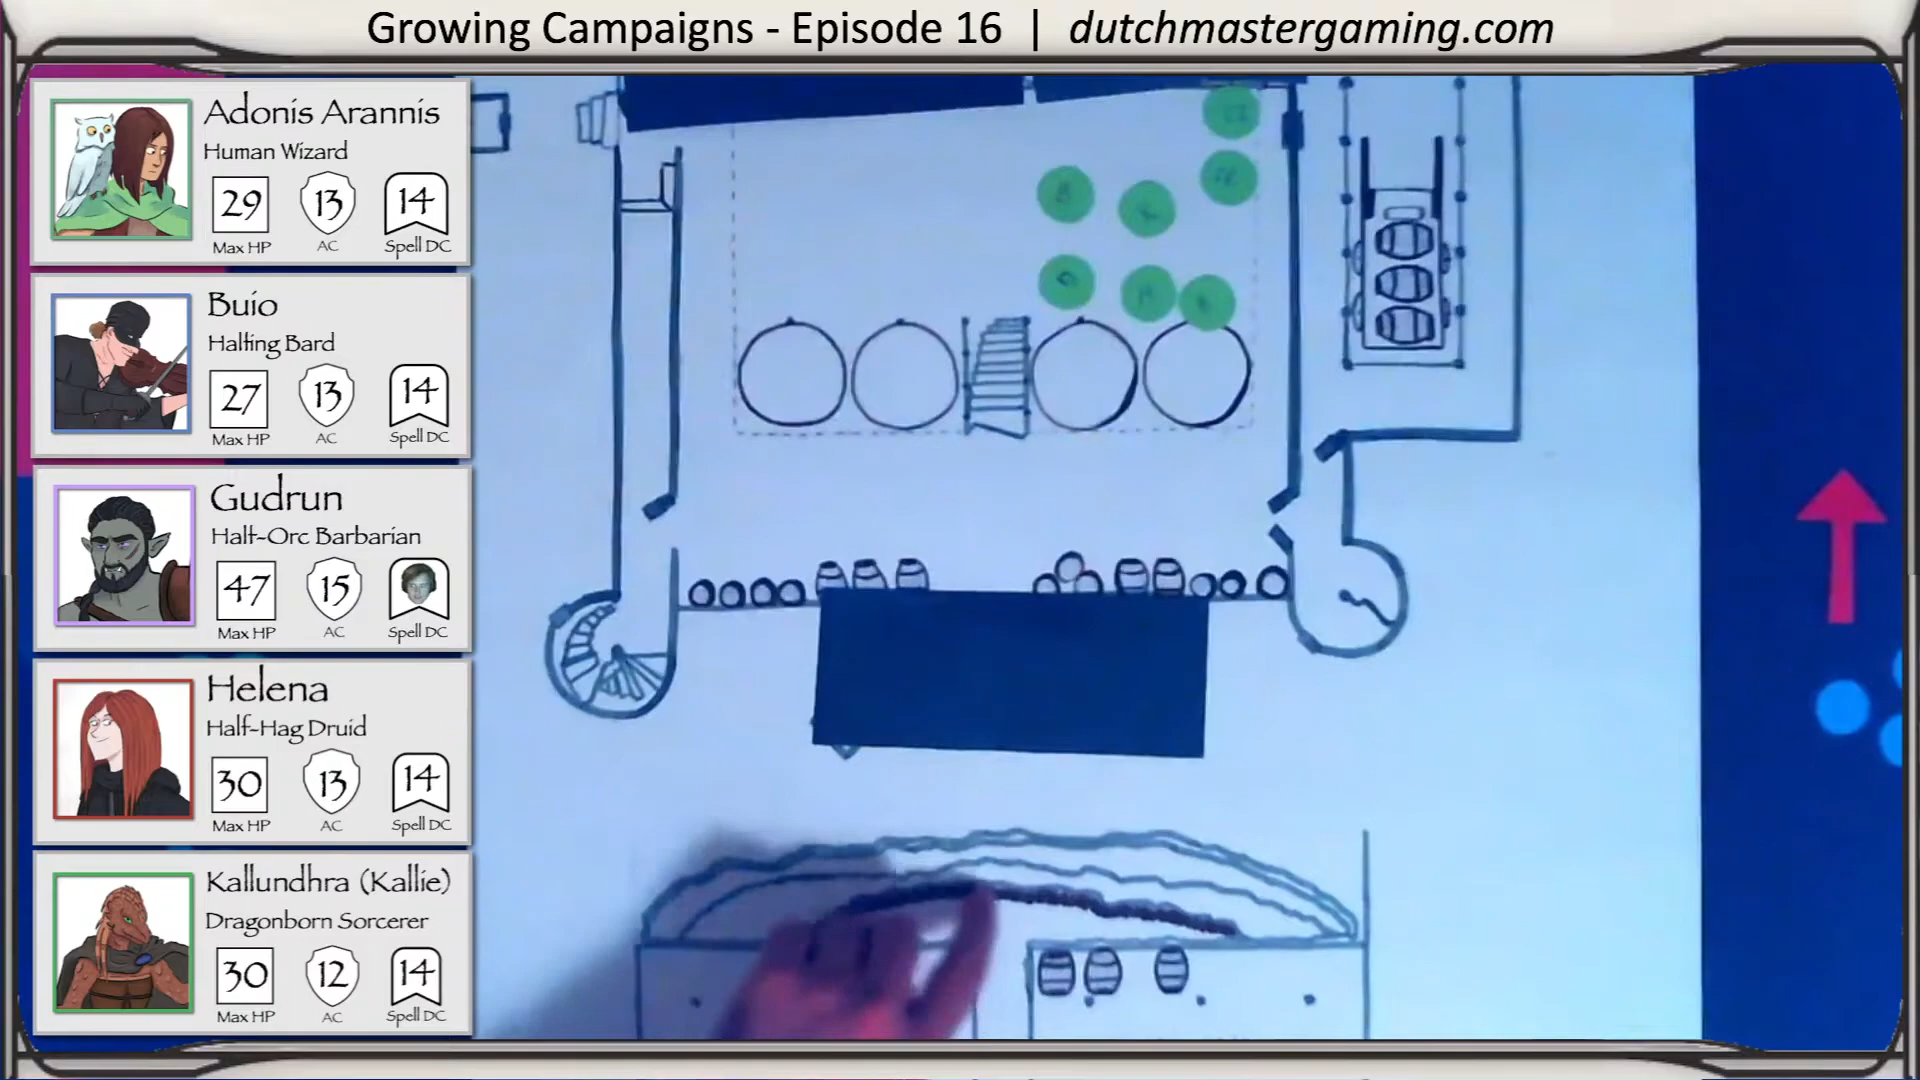 Growing Campaigns - Episode 16 | dutchmastergaming.com
Adonis Arannis
Human Wizard
29 13 14
Max HP AC Spell DC
Buio
Halfing Bard
27 13 14
Max HP AC Spell DC
Gudrun
Half-Orc Barbarian
47 15
Max HP AC Spell DC
Helena
Half-Hag Druid
30 13 14
Max HP AC Spell DC
Kallundhra (Kallie)
Dragonborn Sorcerer
30 12 14
Max HP AC Spell DC